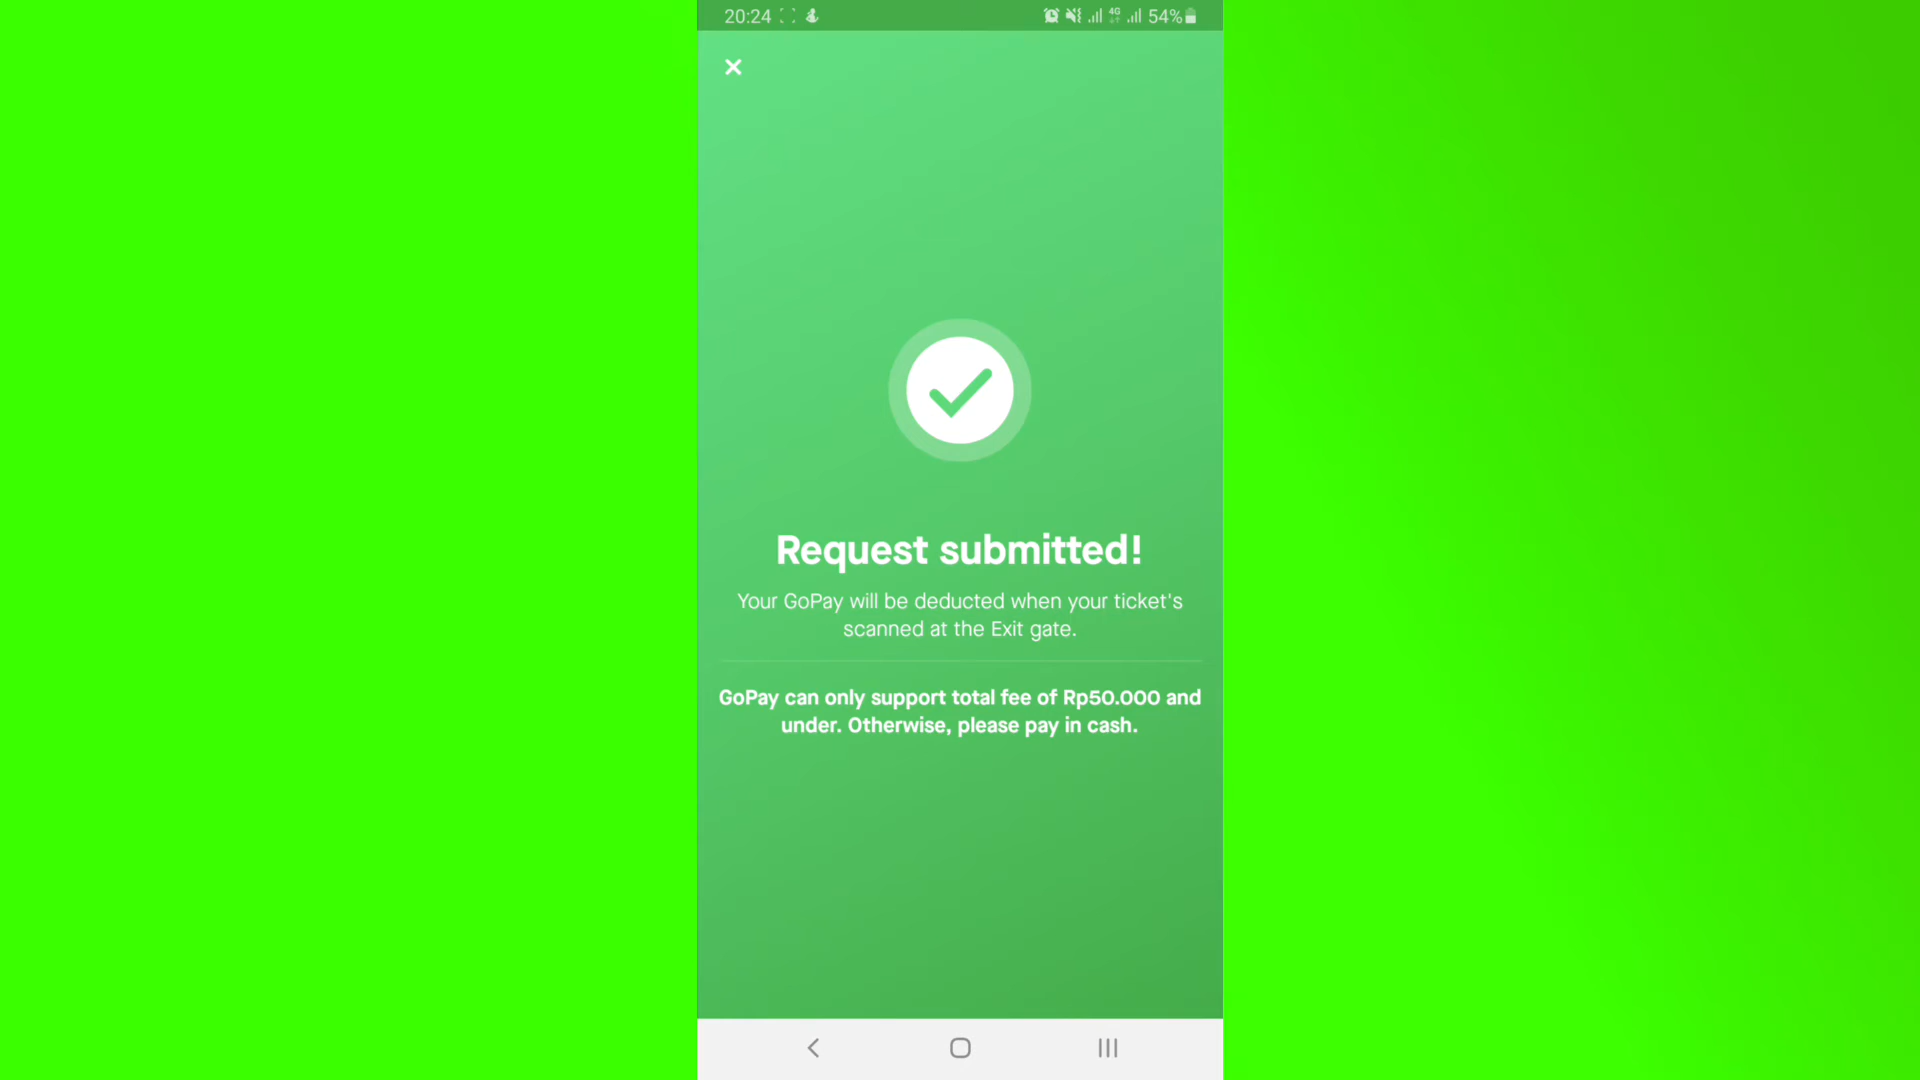 20:24
4G
54%
Request submitted!
Your GoPay will be deducted when your ticket's
scanned at the Exit gate.
GoPay can only support total fee of Rp50.000 and
under. Otherwise, please pay in cash.